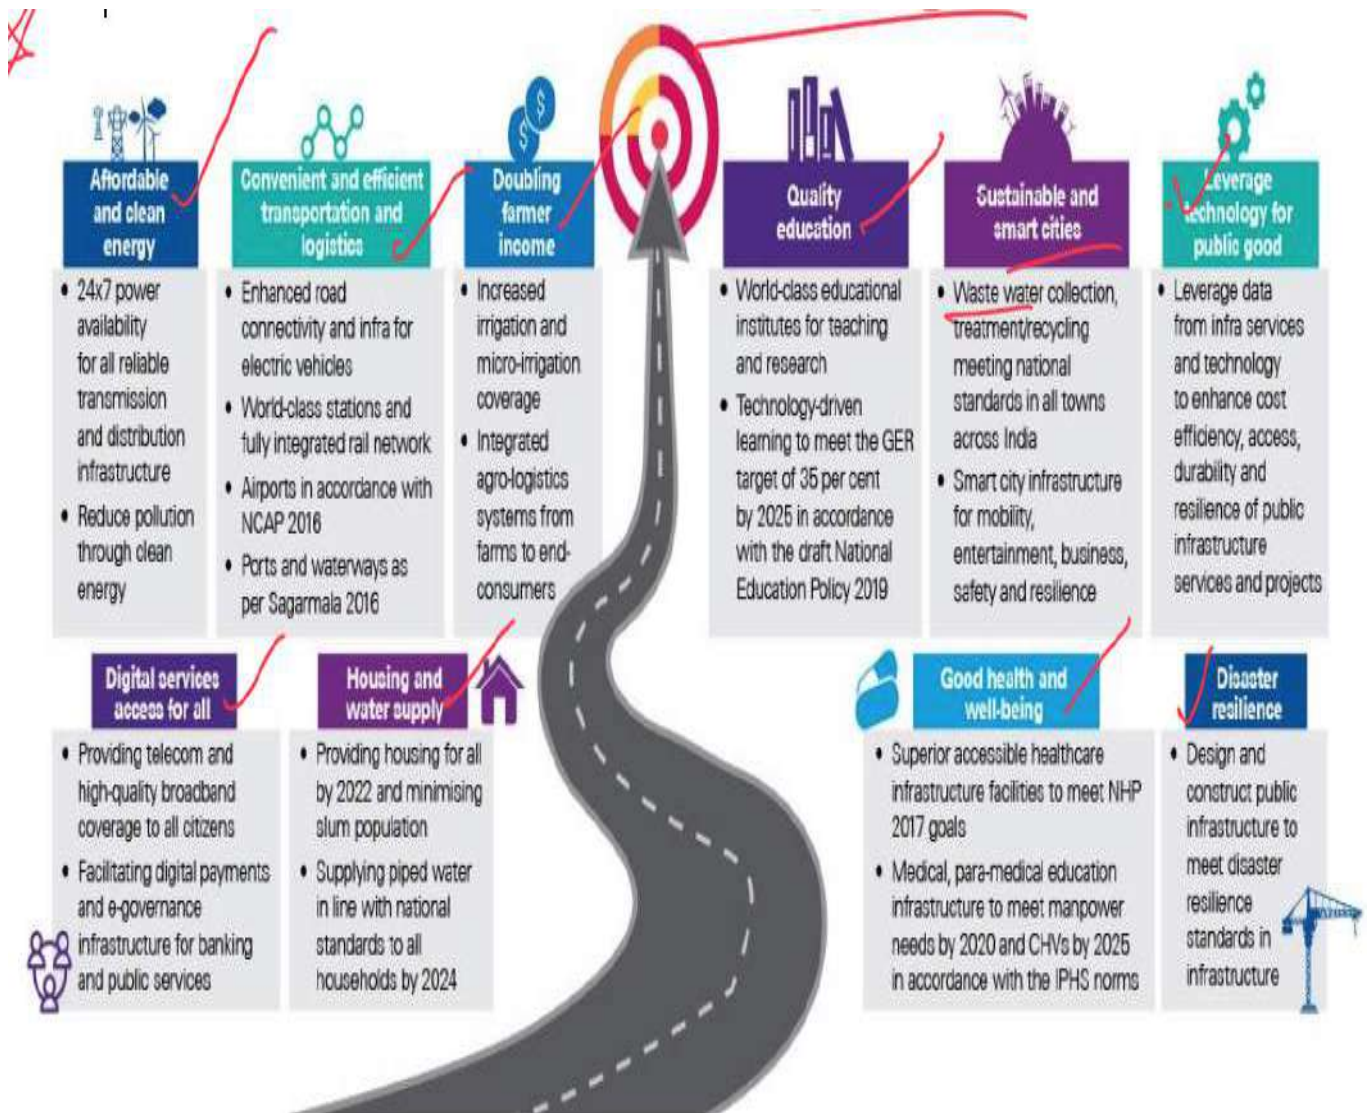 Affordable
and clean
energy
• 24x7 power
availability
for all reliable
transmission
and distribution
infrastructure
• Reduce pollution
through clean
energy
Convenient and efficient
transportation and
logistics
• Enhanced road
connectivity and infra for
electric vehicles
• World-class stations and
fully integrated rail network
• Airports in accordance with
NCAP 2016
• Ports and waterways as
per Sagarmala 2016
Doubling
farmer
income
• Increased
irrigation and
micro-irrigation
coverage
• Integrated
agro-logistics
systems from
farms to end-
consumers
Quality
education
• World-class educational
institutes for teaching
and research
• Technology-driven
learning to meet the GER
target of 35 per cent
by 2025 in accordance
with the draft National
Education Policy 2019
Sustainable and
smart cities
• Waste water collection,
treatment/recycling
meeting national
standards in all towns
across India
• Smart city infrastructure
for mobility,
entertainment, business,
safety and resilience
Leverage
technology for
public good
• Leverage data
from infra services
and technology
to enhance cost
efficiency, access,
durability and
resilience of public
infrastructure
services and projects
Digital services
access for all
• Providing telecom and
high-quality broadband
coverage to all citizens
• Facilitating digital payments
and e-governance
infrastructure for banking
and public services
Housing and
water supply
• Providing housing for all
by 2022 and minimising
slum population
• Supplying piped water
in line with national
standards to all
households by 2024
Good health and
well-being
• Superior accessible healthcare
infrastructure facilities to meet NHP
2017 goals
• Medical, para-medical education
infrastructure to meet manpower
needs by 2020 and CHVs by 2025
in accordance with the IPHS norms
Disaster
resilience
• Design and
construct public
infrastructure to
meet disaster
resilience
standards in
infrastructure